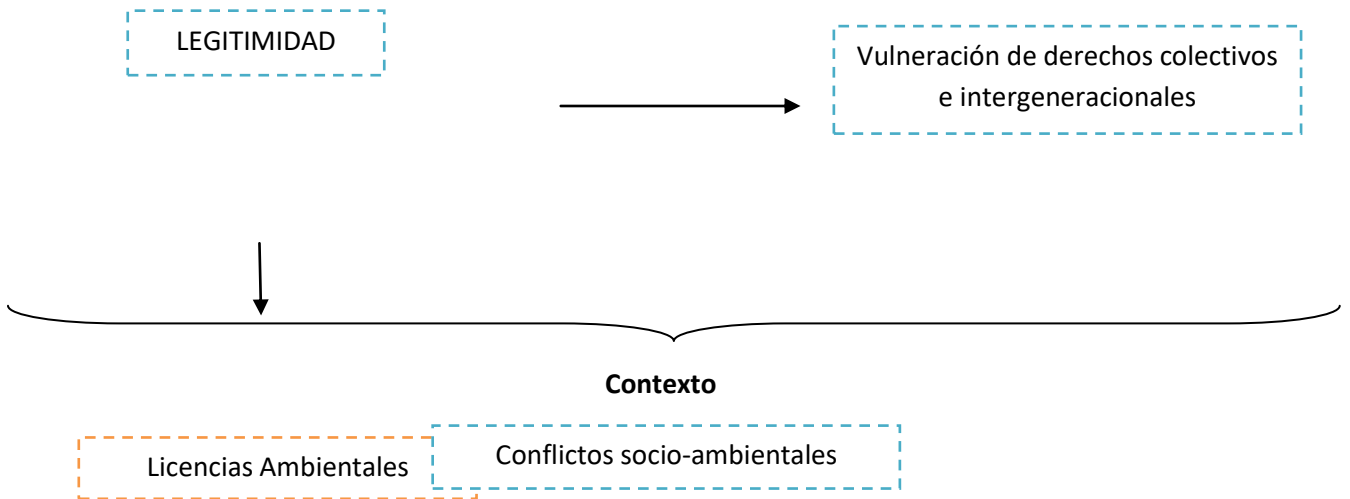 LEGITIMIDAD
Vulneración de derechos colectivos
e intergeneracionales
Contexto
Licencias Ambientales
Conflictos socio-ambientales